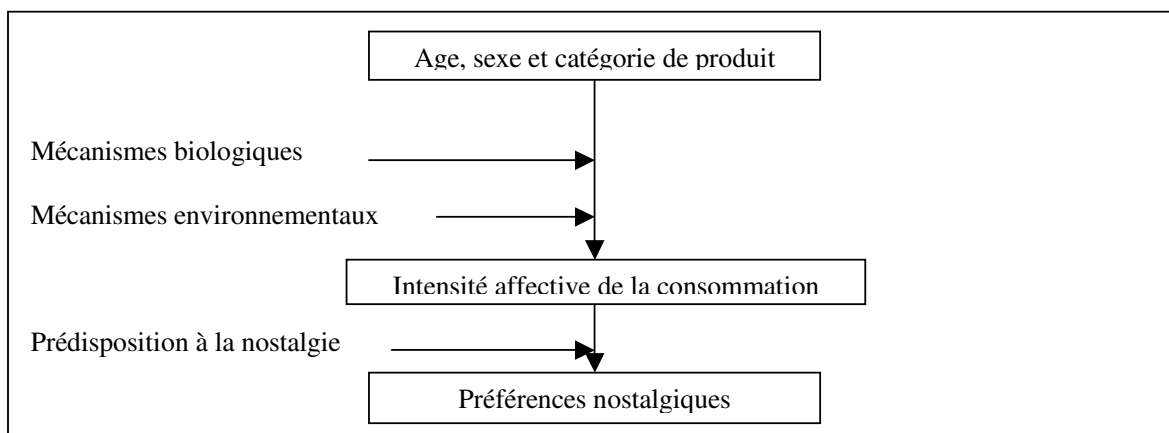 Age, sexe et catégorie de produit
Mécanismes biologiques
Mécanismes environnementaux
Intensité affective de la consommation
Prédisposition à la nostalgie
Préférences nostalgiques